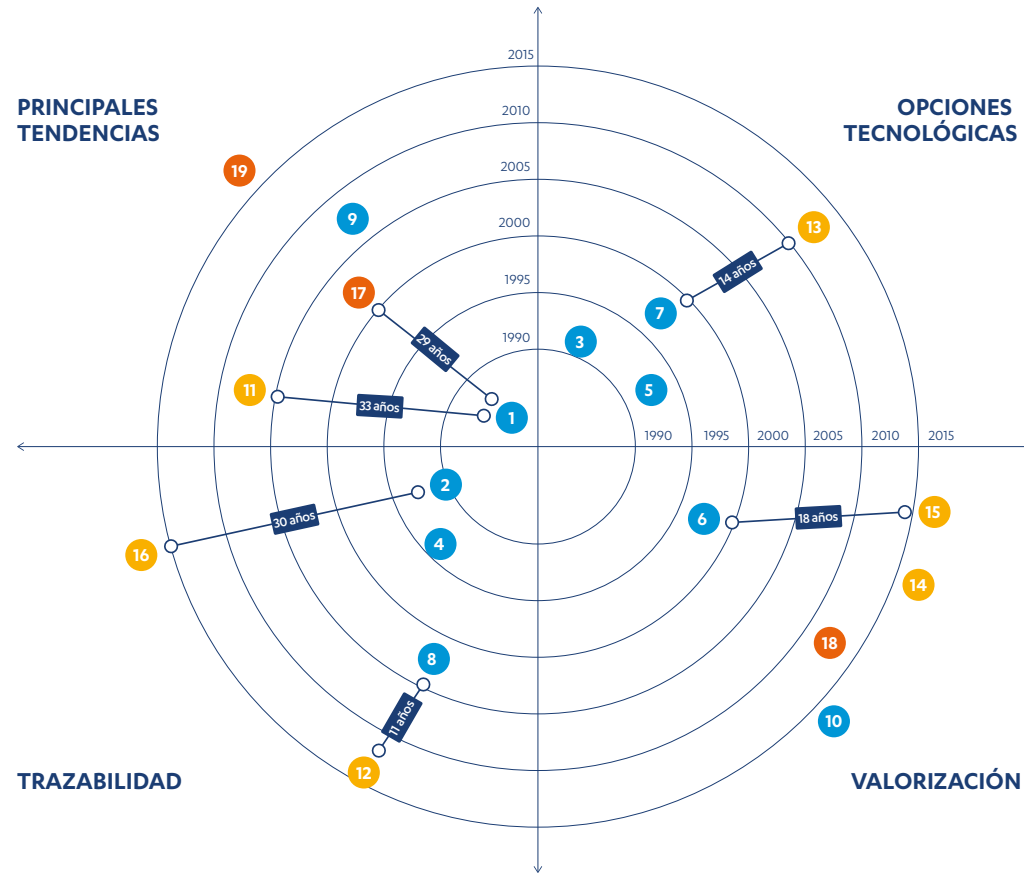 2015
PRINCIPALES
TENDENCIAS
OPCIONES
TECNOLÓGICAS
2010
2005
19
9
13
2000
14 años
17
7
1995
3
29 años
1990
11
5
33 años
1
1990 1995 2000 2005 2010 2015
2
30 años
6
18 años
15
4
16
14
18
8
11 años
10
12
TRAZABILIDAD
VALORIZACIÓN